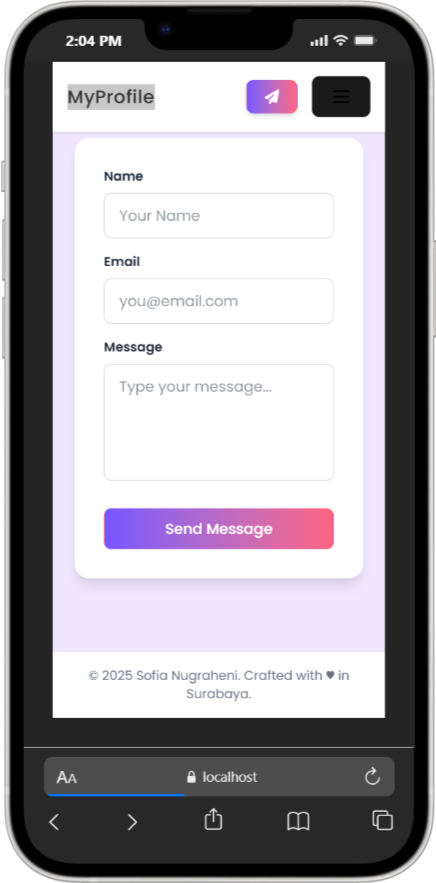 2:04 PM
MyProfile
Name
Your Name
Email
you@email.com
Message
Type your message...
Send Message
© 2025 Sofia Nugraheni. Crafted with ♥ in
Surabaya.
AA
localhost